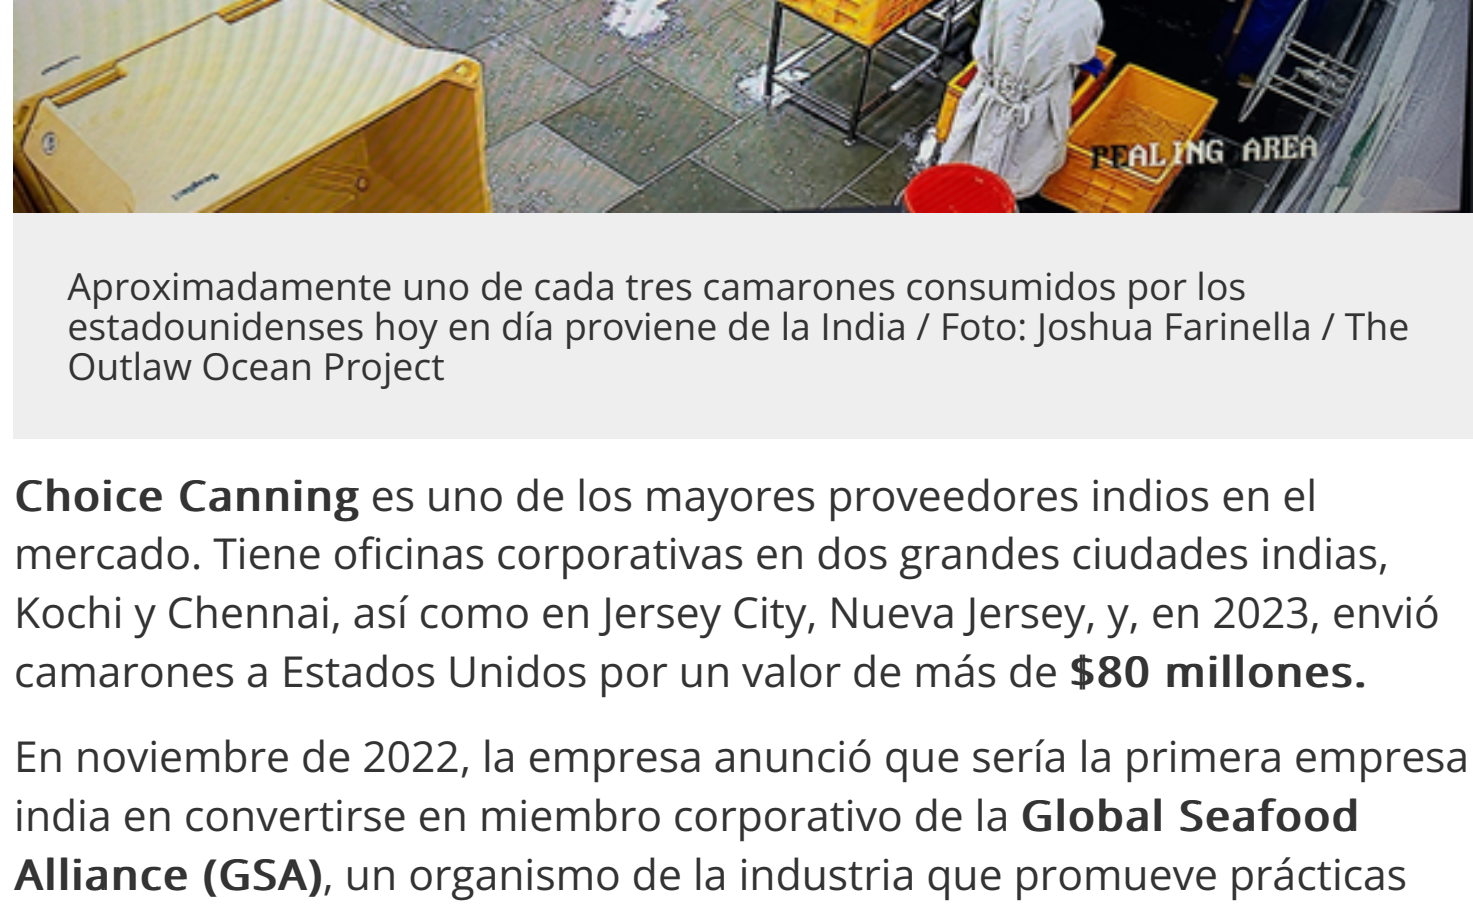 PEALING AREA
Aproximadamente uno de cada tres camarones consumidos por los
estadounidenses hoy en día proviene de la India / Foto: Joshua Farinella / The
Outlaw Ocean Project
Choice Canning es uno de los mayores proveedores indios en el
mercado. Tiene oficinas corporativas en dos grandes ciudades indias,
Kochi y Chennai, así como en Jersey City, Nueva Jersey, y, en 2023, envió
camarones a Estados Unidos por un valor de más de $80 millones.
En noviembre de 2022, la empresa anunció que sería la primera empresa
india en convertirse en miembro corporativo de la Global Seafood
Alliance (GSA), un organismo de la industria que promueve prácticas